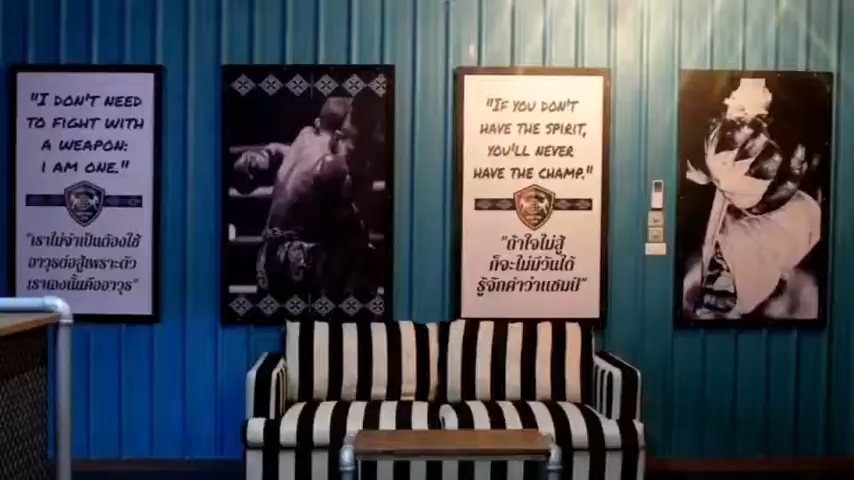 "I DON'T NEED
TO FIGHT WITH
A WEAPON:
I AM ONE."
"เราไม่จำเป็นต้องใช้
อาวุธต่อสู้เพราะตัว
เราเองนั้นคืออาวุธ"
"IF YOU DON'T
HAVE THE SPIRIT,
YOU'LL NEVER
HAVE THE CHAMP."
"ถ้าใจไม่สู้
ก็จะไม่มีวันได้
รู้จักคำว่าแชมป์"